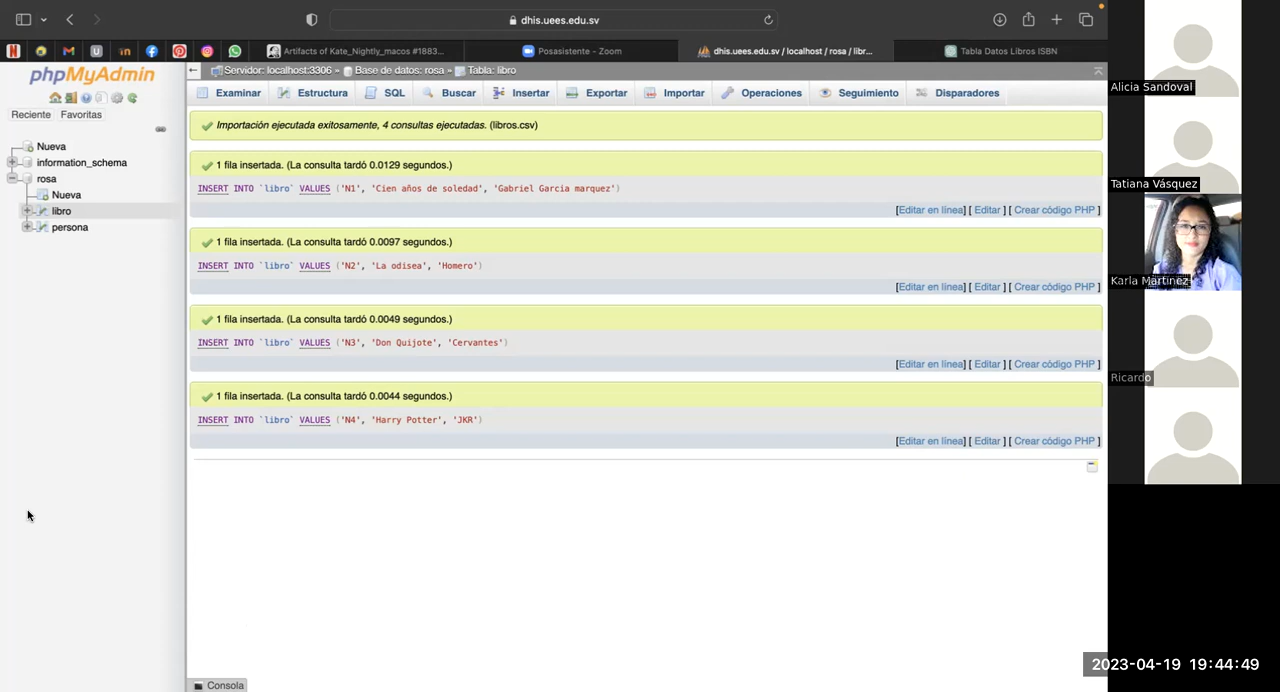 dhis.uees.edu.sv
Artifacts of Kate_Nightly_macos #1883...
Posasistente - Zoom
dhis.uees.edu.sv / localhost / rosa / libr...
Tabla Datos Libros ISBN
phpMyAdmin
Reciente Favoritas
Nueva
information_schema
rosa
Nueva
libro
persona
Servidor: localhost:3306 » Base de datos: rosa » Tabla: libro
Examinar Estructura SQL Buscar Insertar Exportar Importar Operaciones Seguimiento Disparadores
Importación ejecutada exitosamente, 4 consultas ejecutadas. (libros.csv)
1 fila insertada. (La consulta tardó 0.0129 segundos.)
INSERT INTO `libro` VALUES ('N1', 'Cien años de soledad', 'Gabriel Garcia marquez')
[Editar en línea] [ Editar ] [ Crear código PHP ]
1 fila insertada. (La consulta tardó 0.0097 segundos.)
INSERT INTO `libro` VALUES ('N2', 'La odisea', 'Homero')
[Editar en línea] [ Editar ] [ Crear código PHP ]
1 fila insertada. (La consulta tardó 0.0049 segundos.)
INSERT INTO `libro` VALUES ('N3', 'Don Quijote', 'Cervantes')
[Editar en línea] [ Editar ] [ Crear código PHP ]
1 fila insertada. (La consulta tardó 0.0044 segundos.)
INSERT INTO `libro` VALUES ('N4', 'Harry Potter', 'JKR')
[Editar en línea] [ Editar ] [ Crear código PHP ]
Consola
Alicia Sandoval
Tatiana Vásquez
Karla Martinez
Ricardo
2023-04-19 19:44:49